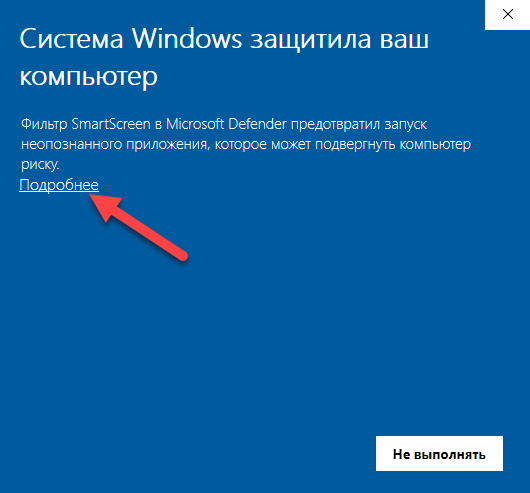 Система Windows защитила ваш
компьютер
Фильтр SmartScreen в Microsoft Defender предотвратил запуск
неопознанного приложения, которое может подвергнуть компьютер
риску.
Подробнее
Не выполнять